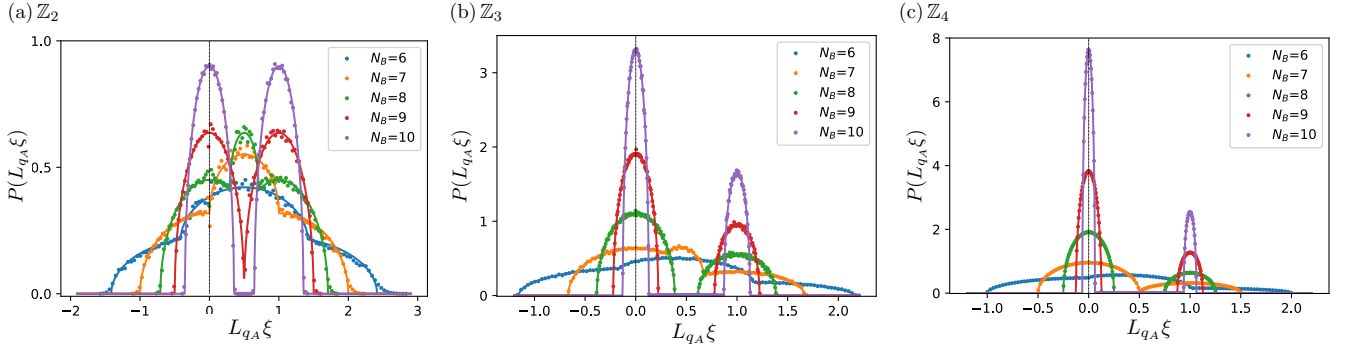 (a) ℤ₂
1.0
0.5
0.0
P(L_{q_A}ξ)
−2 −1 0 1 2 3
L_{q_A}ξ
N_B=6
N_B=7
N_B=8
N_B=9
N_B=10
(b) ℤ₃
3
2
1
0
P(L_{q_A}ξ)
−1.0 −0.5 0.0 0.5 1.0 1.5 2.0
L_{q_A}ξ
N_B=6
N_B=7
N_B=8
N_B=9
N_B=10
(c) ℤ₄
8
6
4
2
0
P(L_{q_A}ξ)
−1.0 −0.5 0.0 0.5 1.0 1.5 2.0
L_{q_A}ξ
N_B=6
N_B=7
N_B=8
N_B=9
N_B=10